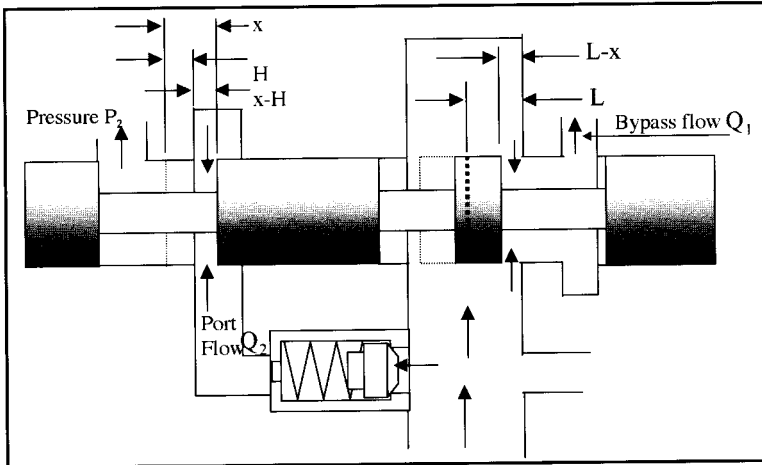 x
H
x-H
L-x
L
Pressure P₂
Bypass flow Q₁
Port
Flow Q₂